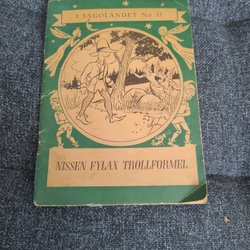 I SAGOLANDET N:r 17
NISSEN FYLAX TROLLFORMEL